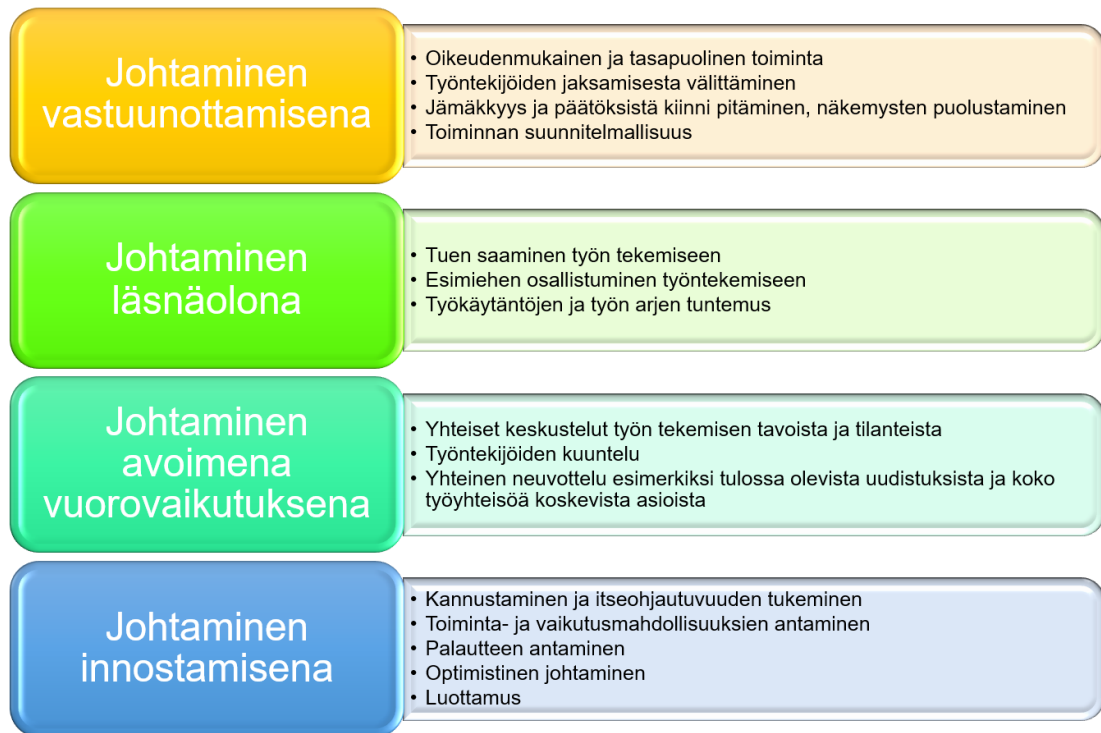 Johtaminen
vastuunottamisena
• Oikeudenmukainen ja tasapuolinen toiminta
• Työntekijöiden jaksamisesta välittäminen
• Jämäkkyys ja päätöksistä kiinni pitäminen, näkemysten puolustaminen
• Toiminnan suunnitelmallisuus
Johtaminen
läsnäolona
• Tuen saaminen työn tekemiseen
• Esimiehen osallistuminen työntekemiseen
• Työkäytäntöjen ja työn arjen tuntemus
Johtaminen
avoimena
vuorovaikutuksena
• Yhteiset keskustelut työn tekemisen tavoista ja tilanteista
• Työntekijöiden kuuntelu
• Yhteinen neuvottelu esimerkiksi tulossa olevista uudistuksista ja koko
työyhteisöä koskevista asioista
Johtaminen
innostamisena
• Kannustaminen ja itseohjautuvuuden tukeminen
• Toiminta- ja vaikutusmahdollisuuksien antaminen
• Palautteen antaminen
• Optimistinen johtaminen
• Luottamus